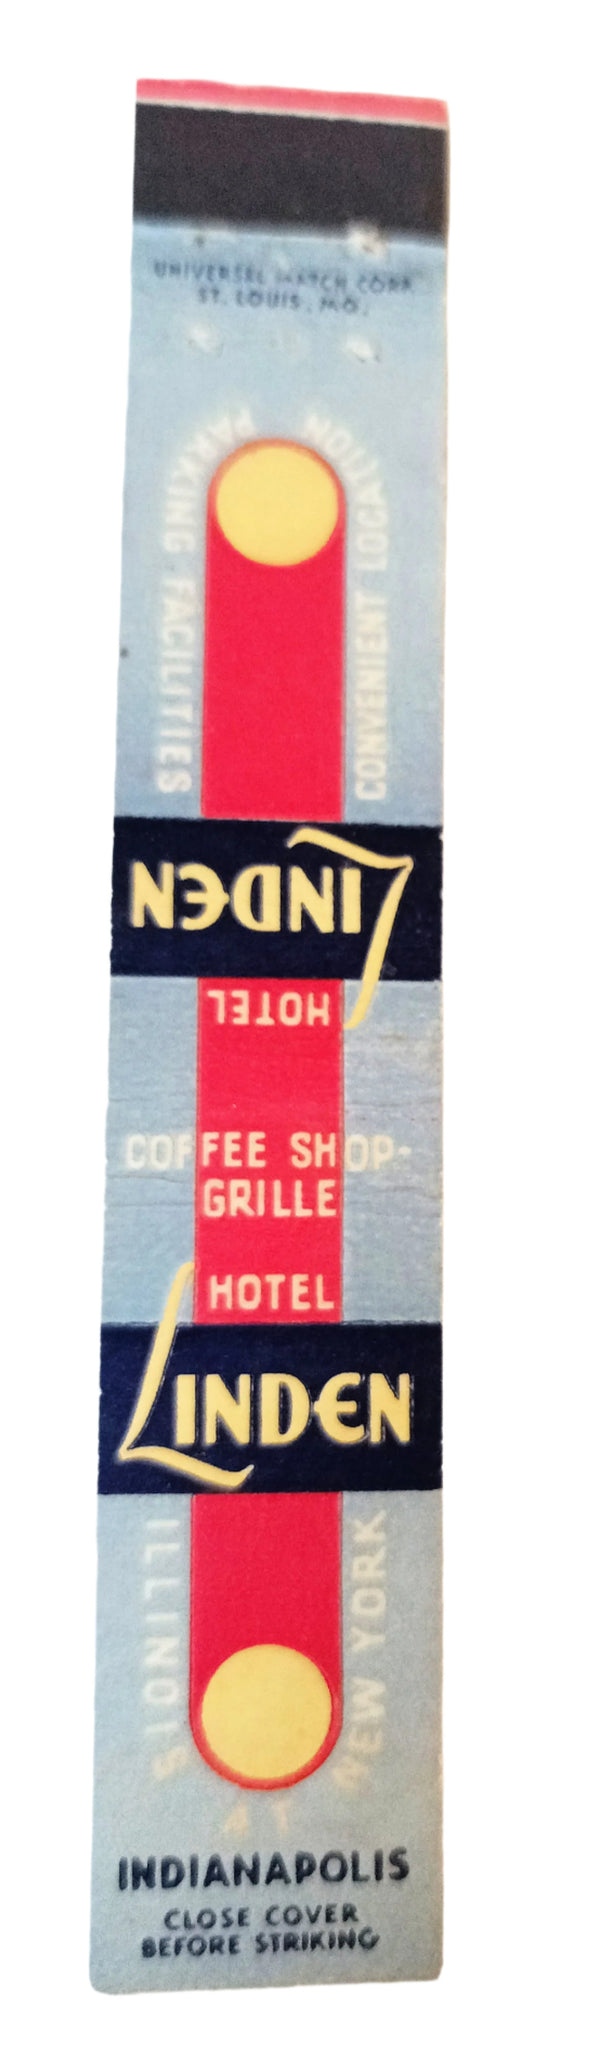 UNIVERSAL MATCH CORP.
ST. LOUIS, MO.
PARKING FACILITIES
CONVENIENT LOCATION
LINDEN
HOTEL
COFFEE SHOP-
GRILLE
HOTEL
LINDEN
ILLINOIS
AT
NEW YORK
INDIANAPOLIS
CLOSE COVER
BEFORE STRIKING